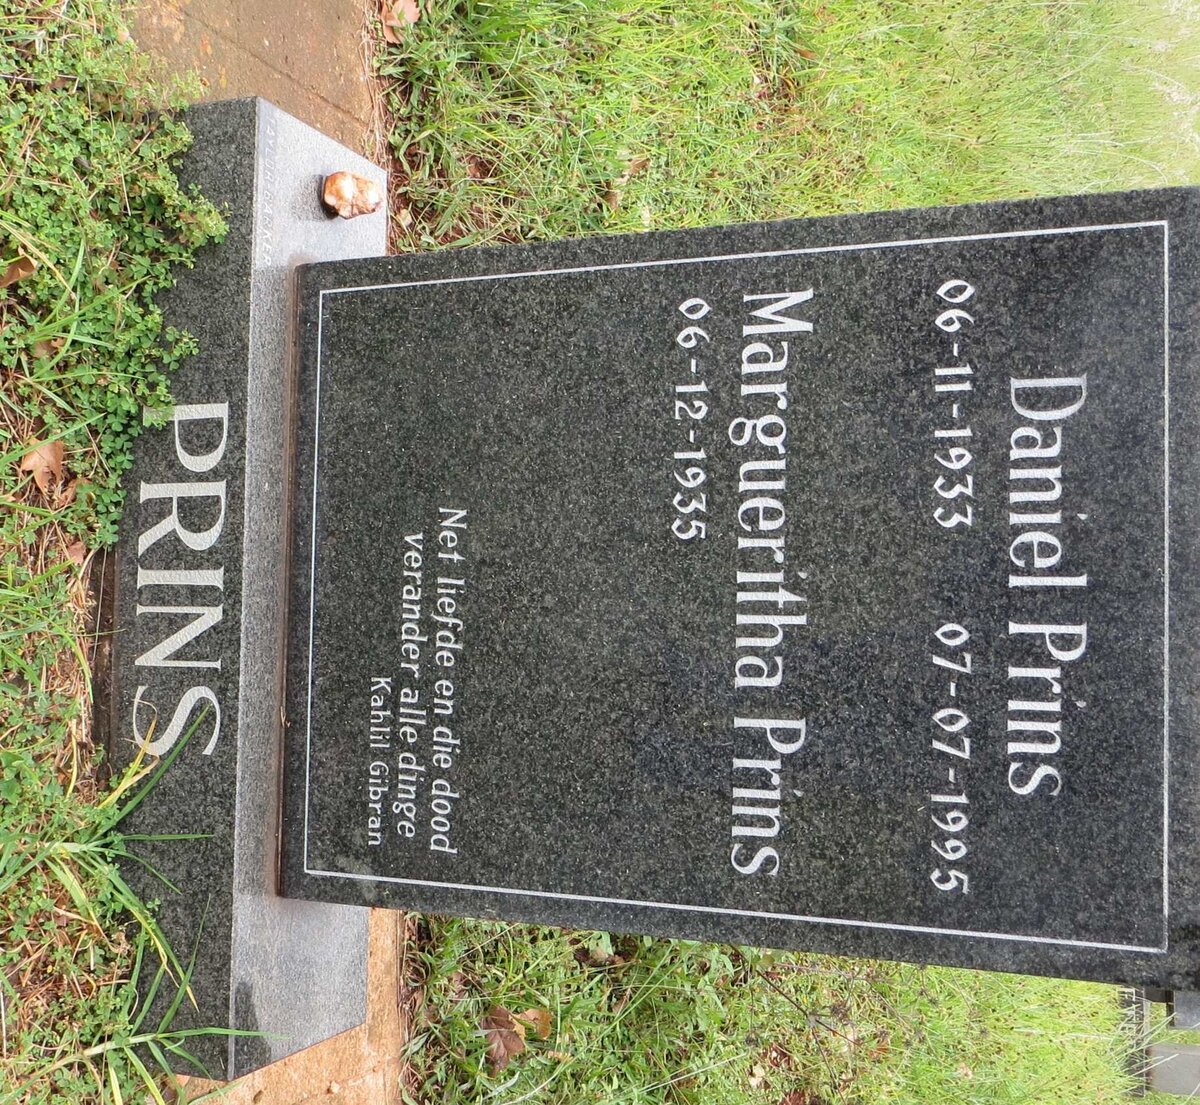 Daniel Prins
06-11-1933 07-07-1995
Margueritha Prins
06-12-1935
Net liefde en die dood
verander alle dinge
Kahlil Gibran
PRINS